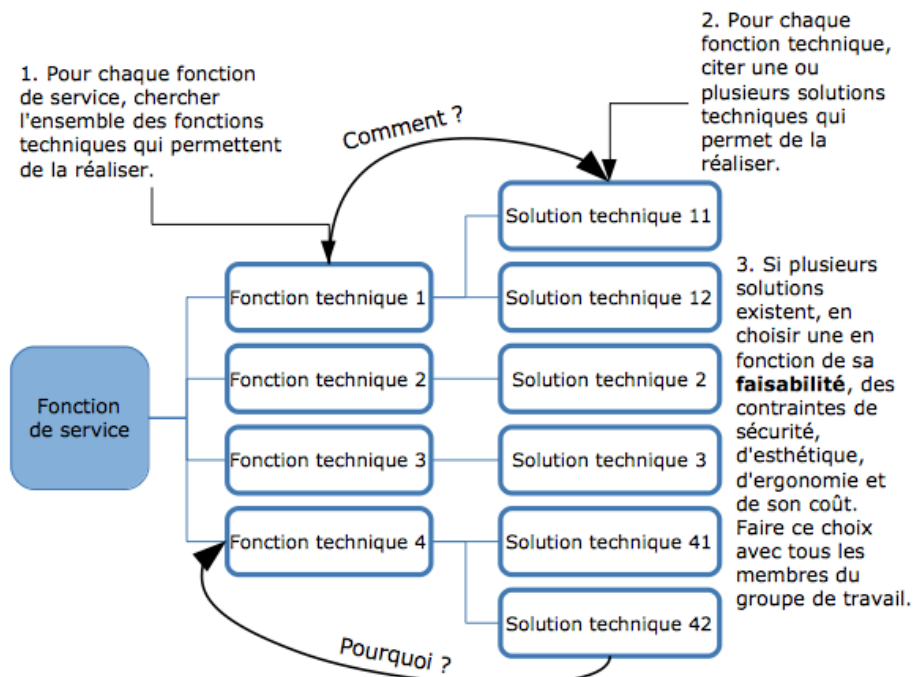 1. Pour chaque fonction
de service, chercher
l'ensemble des fonctions
techniques qui permettent
de la réaliser.
Comment ?
2. Pour chaque
fonction technique,
citer une ou
plusieurs solutions
techniques qui
permet de la
réaliser.
Fonction
de service
Fonction technique 1
Fonction technique 2
Fonction technique 3
Fonction technique 4
Solution technique 11
Solution technique 12
Solution technique 2
Solution technique 3
Solution technique 41
Solution technique 42
3. Si plusieurs
solutions
existent, en
choisir une en
fonction de sa
faisabilité, des
contraintes de
sécurité,
d'esthétique,
d'ergonomie et
de son coût.
Faire ce choix
avec tous les
membres du
groupe de travail.
Pourquoi ?